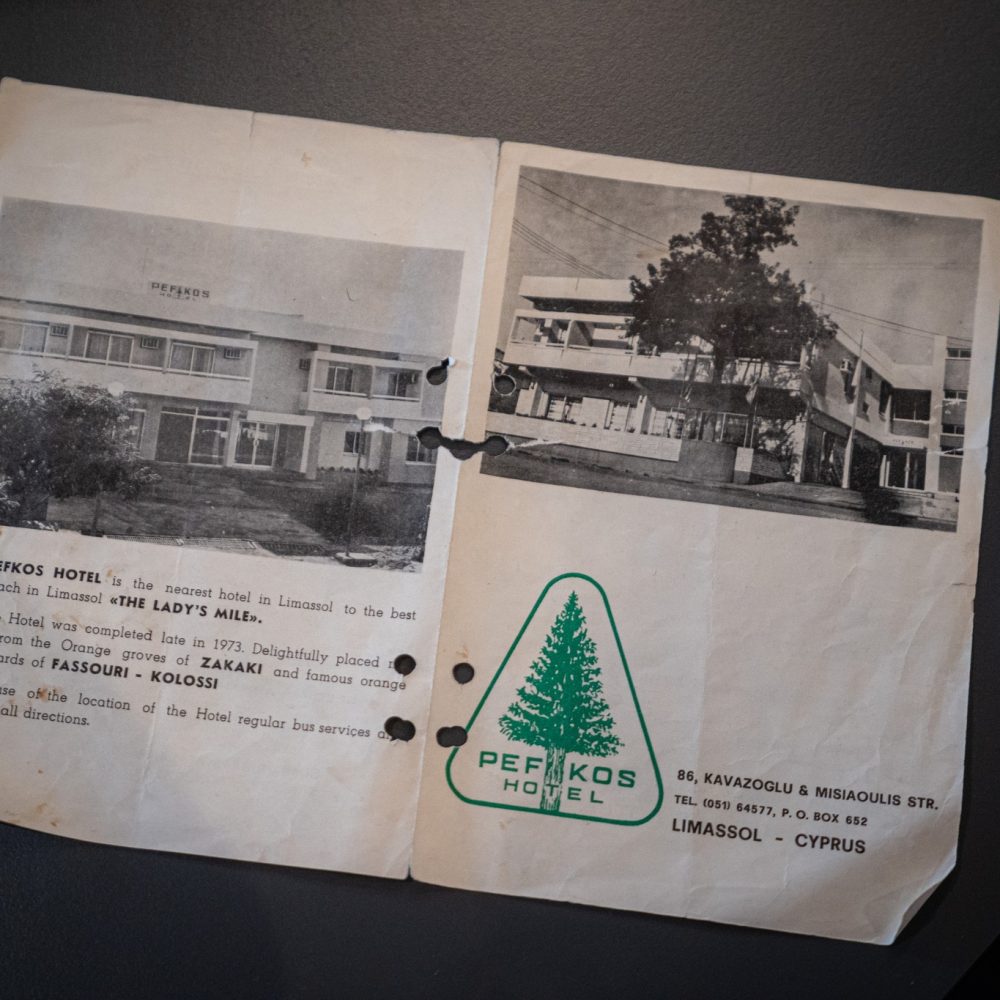 PEFKOS
HOTEL
EFKOS HOTEL is the nearest hotel in Limassol to the best
ach in Limassol «THE LADY'S MILE».
Hotel was completed late in 1973. Delightfully placed
rom the Orange groves of ZAKAKI and famous orange
ards of FASSOURI - KOLOSSI
use of the location of the Hotel regular bus services
all directions.
PEFKOS
HOTEL
86, KAVAZOGLU & MISIAOULIS STR.
TEL. (051) 64577, P. O. BOX 652
LIMASSOL - CYPRUS